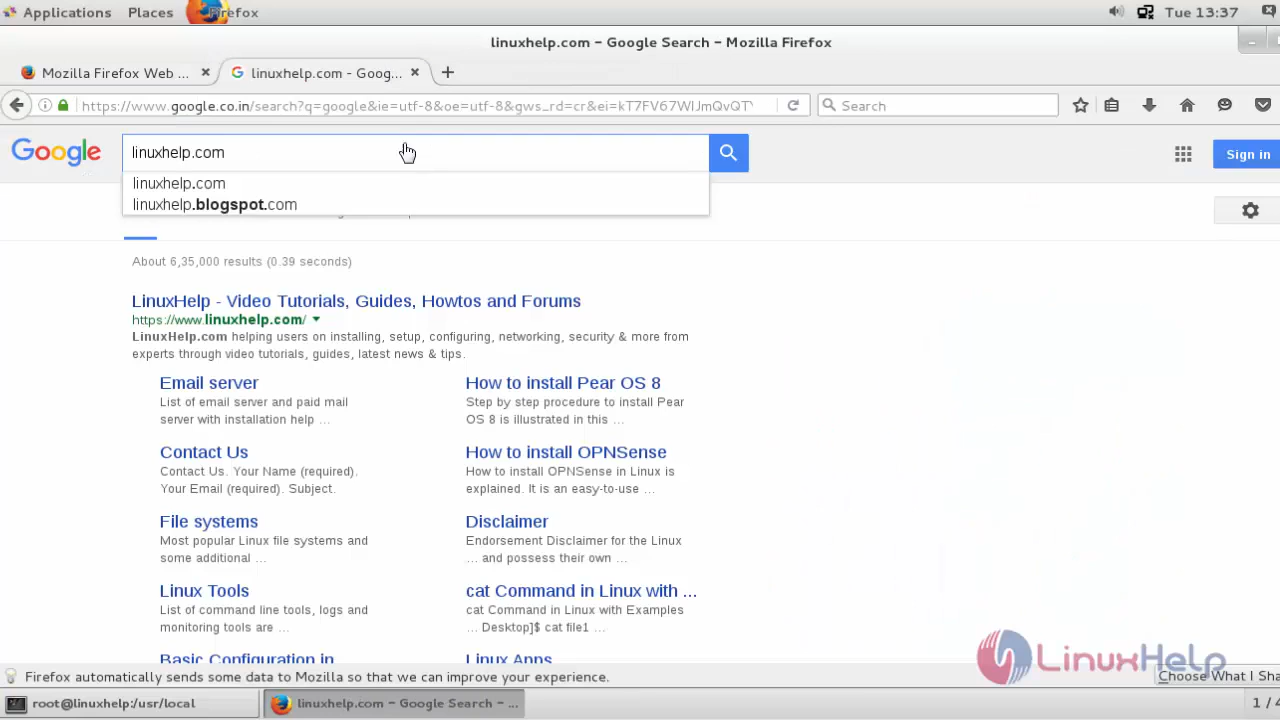 Applications Places Firefox Tue 13:37
linuxhelp.com – Google Search – Mozilla Firefox
Mozilla Firefox Web ... × linuxhelp.com - Goog... × +
https://www.google.co.in/search?q=google&ie=utf-8&oe=utf-8&gws_rd=cr&ei=kT7FV67WIJmQvQTV Search
Google linuxhelp.com Sign in
linuxhelp.com
linuxhelp.blogspot.com
About 6,35,000 results (0.39 seconds)
LinuxHelp - Video Tutorials, Guides, Howtos and Forums
https://www.linuxhelp.com/
LinuxHelp.com helping users on installing, setup, configuring, networking, security & more from
experts through video tutorials, guides, latest news & tips.
Email server
List of email server and paid mail
server with installation help ...
How to install Pear OS 8
Step by step procedure to install Pear
OS 8 is illustrated in this ...
Contact Us
Contact Us. Your Name (required).
Your Email (required). Subject.
How to install OPNSense
How to install OPNSense in Linux is
explained. It is an easy-to-use ...
File systems
Most popular Linux file systems and
some additional ...
Disclaimer
Endorsement Disclaimer for the Linux
... and possess their own ...
Linux Tools
List of command line tools, logs and
monitoring tools are ...
cat Command in Linux with ...
cat Command in Linux with Examples
... Desktop]$ cat file1 ...
Basic Configuration in
Linux Apps
LinuxHelp
Firefox automatically sends some data to Mozilla so that we can improve your experience. Choose What I Sha
root@linuxhelp:/usr/local linuxhelp.com – Google Search – ... 1 / 4